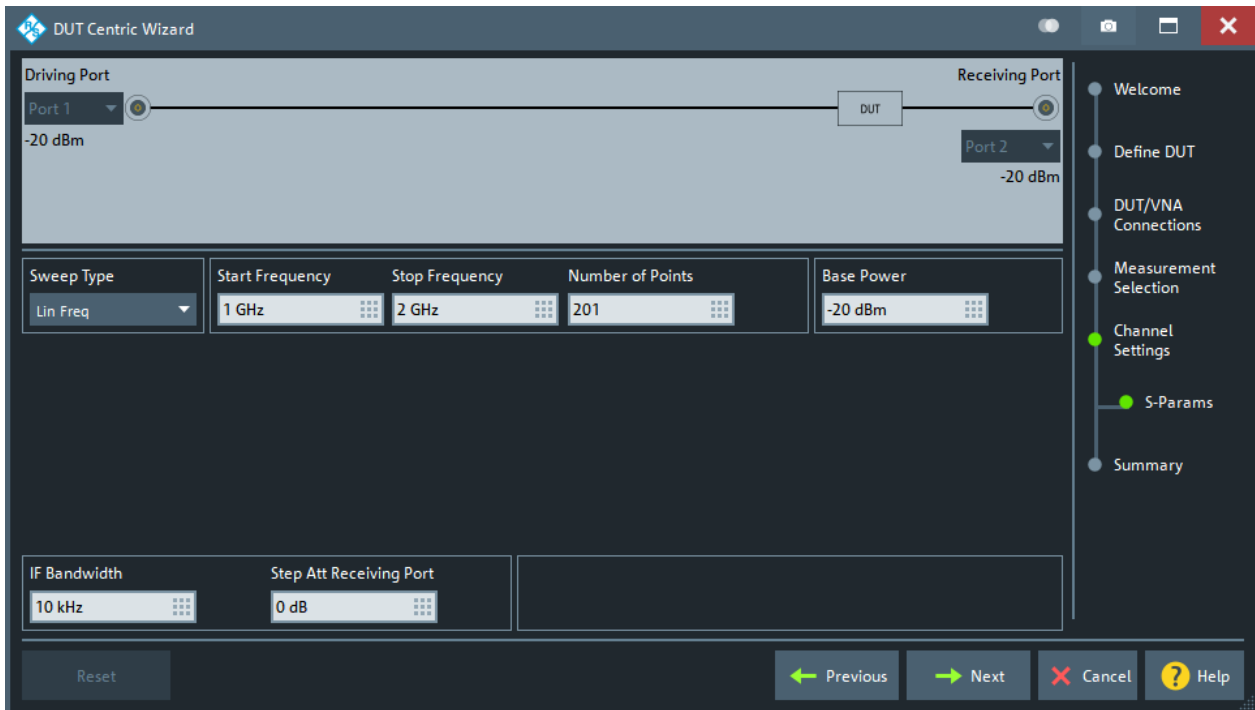 DUT Centric Wizard
Driving Port
Receiving Port
Port 1
DUT
-20 dBm
Port 2
-20 dBm
Sweep Type
Start Frequency
Stop Frequency
Number of Points
Base Power
Lin Freq
1 GHz
2 GHz
201
-20 dBm
IF Bandwidth
Step Att Receiving Port
10 kHz
0 dB
Welcome
Define DUT
DUT/VNA
Connections
Measurement
Selection
Channel
Settings
S-Params
Summary
Reset
Previous
Next
Cancel
? Help